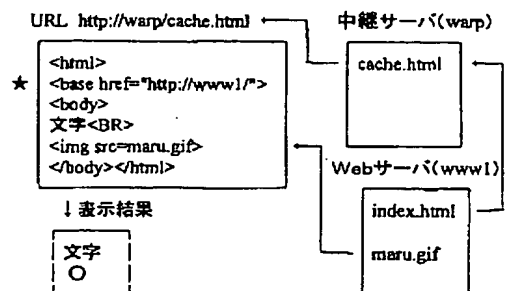 URL http://warp/cache.html
中継サーバ(warp)
★
<html>
<base href="http://www1/">
<body>
文字<BR>
<img src=maru.gif>
</body></html>
cache.html
Webサーバ(www1)
index.html
maru.gif
↓表示結果
文字
○